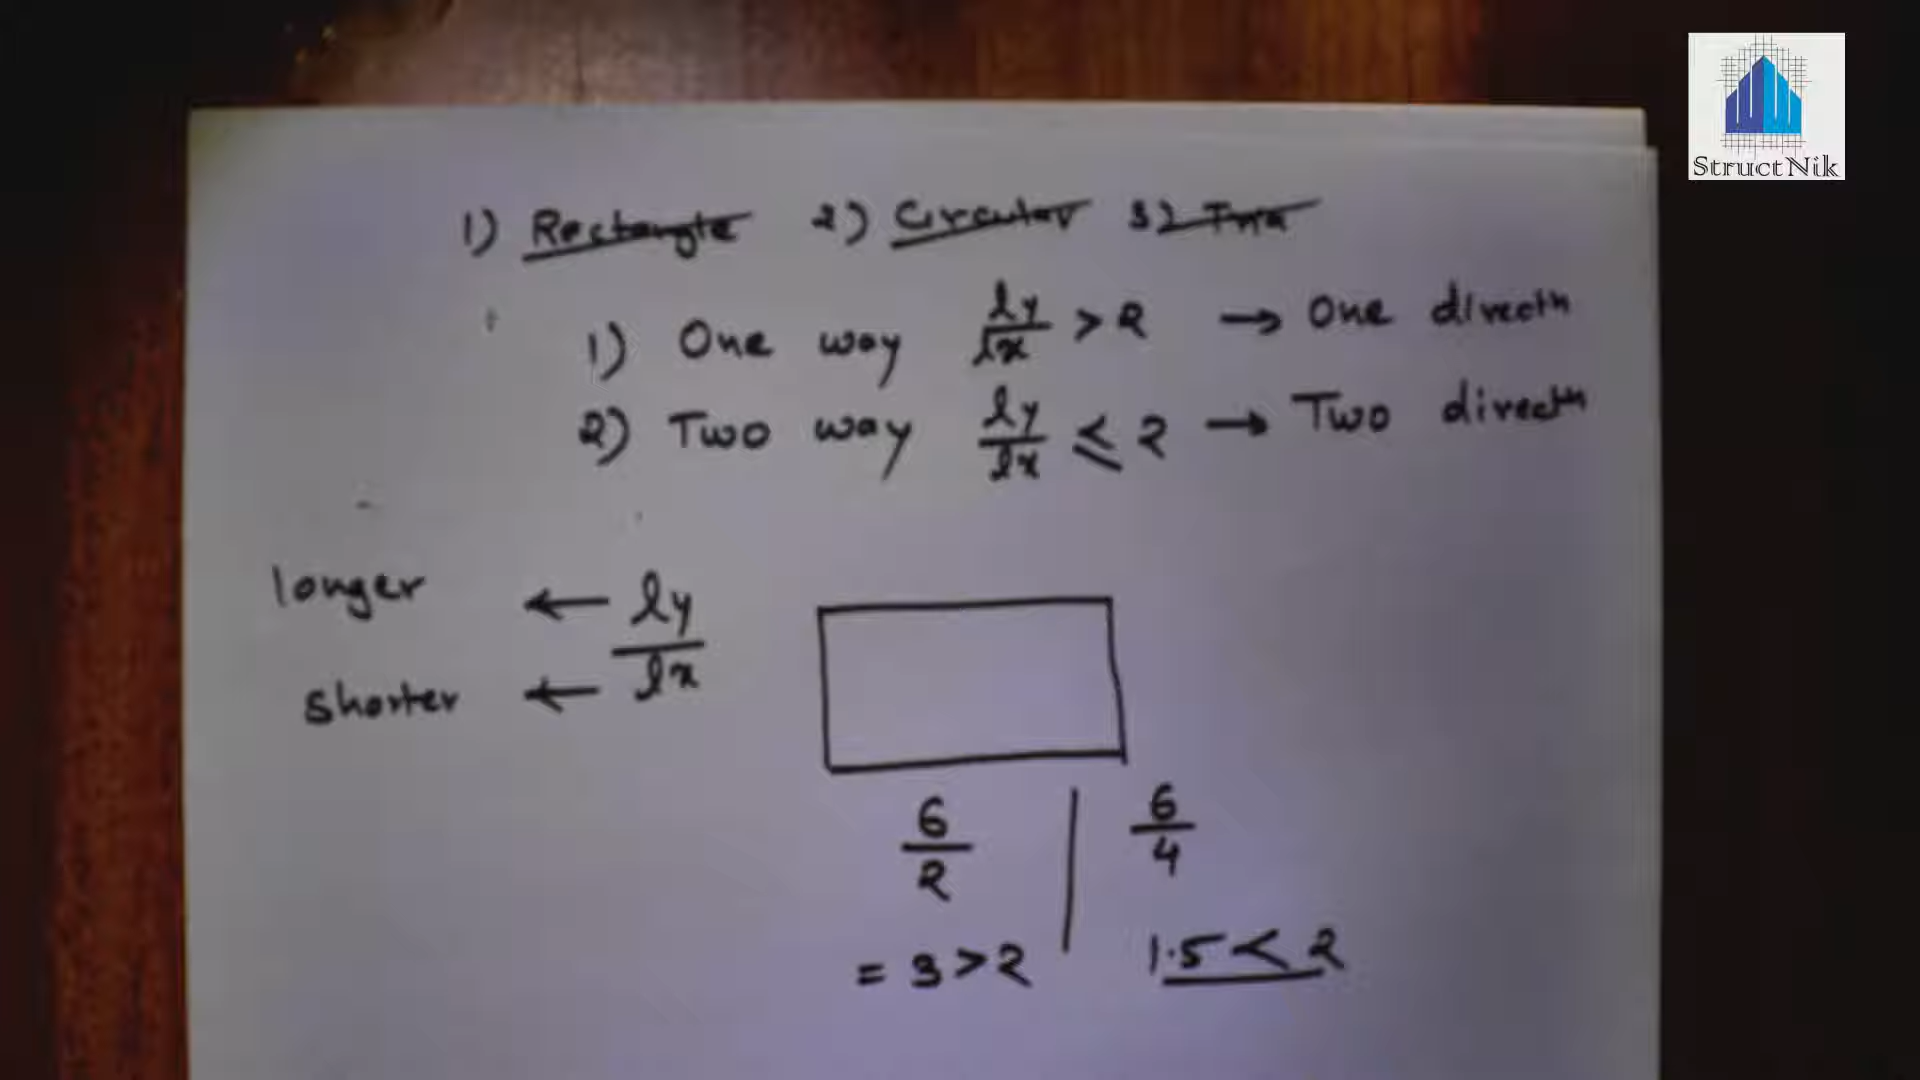 StructNik
1) Rectangle 2) Circular 3)
1) One way ly/lx > 2 → One directn
2) Two way ly/lx ≤ 2 → Two directn
longer ← ly
shorter ← lx
6/2 | 6/4
= 3 > 2 | 1.5 < 2